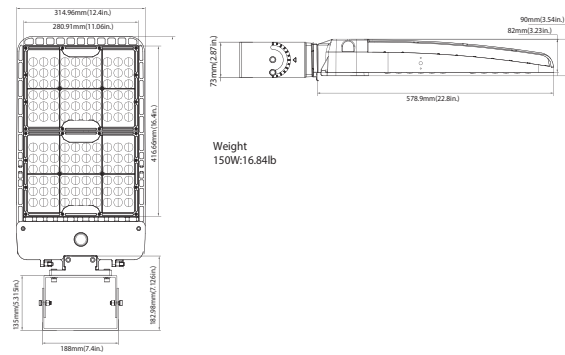 314.96mm(12.4in.)
280.91mm(11.06in.)
416.66mm(16.4in.)
135mm(5.315in.)
182.98mm(7.126in.)
188mm(7.4in.)
73mm(2.87in.)
90mm(3.54in.)
82mm(3.23in.)
578.9mm(22.8in.)
Weight
150W:16.84lb